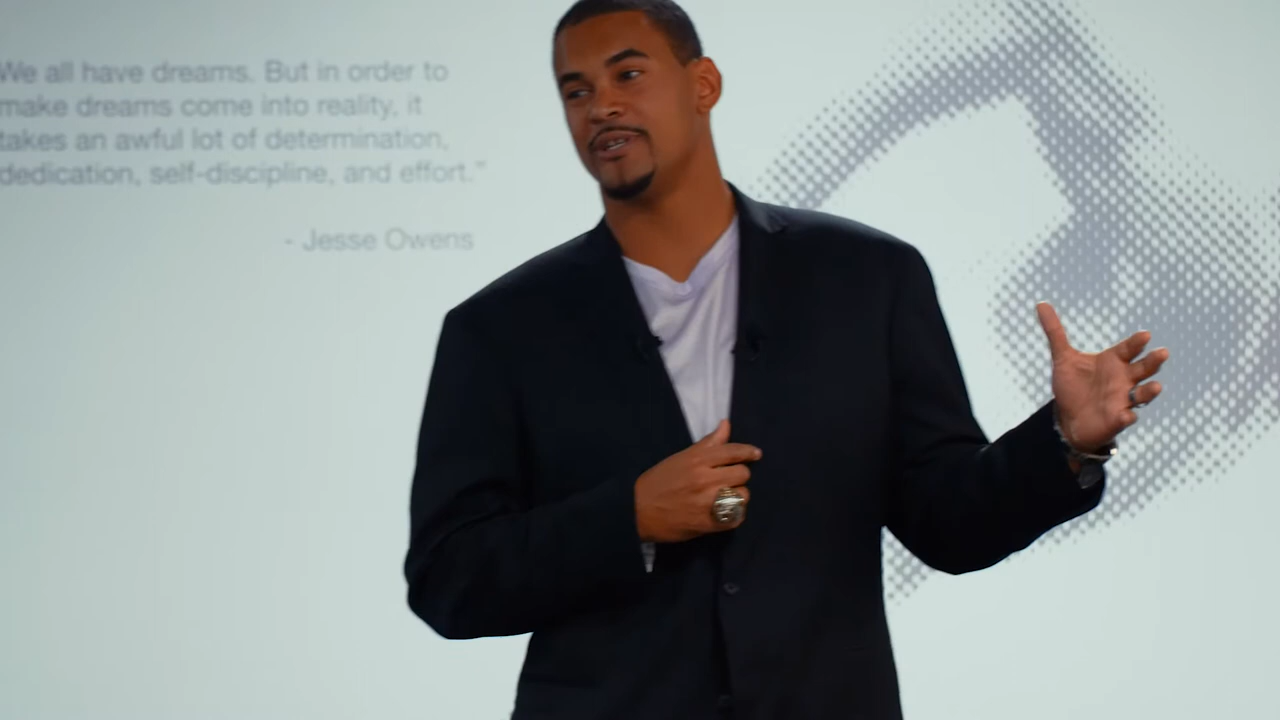 We all have dreams. But in order to
make dreams come into reality, it
takes an awful lot of determination,
dedication, self-discipline, and effort.”
- Jesse Owens